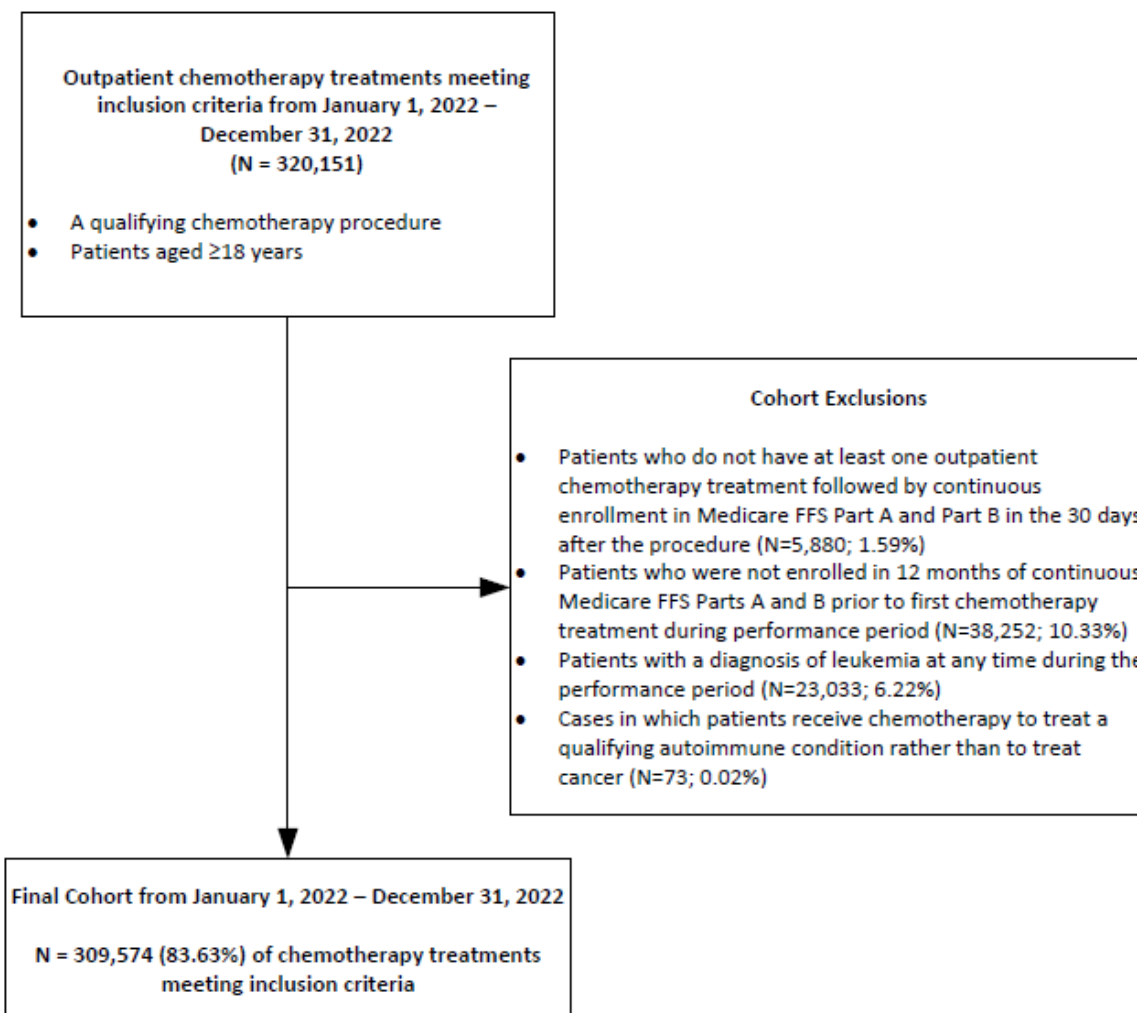 Outpatient chemotherapy treatments meeting
inclusion criteria from January 1, 2022 –
December 31, 2022
(N = 320,151)
• A qualifying chemotherapy procedure
• Patients aged ≥18 years
Cohort Exclusions
• Patients who do not have at least one outpatient
chemotherapy treatment followed by continuous
enrollment in Medicare FFS Part A and Part B in the 30 days
after the procedure (N=5,880; 1.59%)
• Patients who were not enrolled in 12 months of continuous
Medicare FFS Parts A and B prior to first chemotherapy
treatment during performance period (N=38,252; 10.33%)
• Patients with a diagnosis of leukemia at any time during the
performance period (N=23,033; 6.22%)
• Cases in which patients receive chemotherapy to treat a
qualifying autoimmune condition rather than to treat
cancer (N=73; 0.02%)
Final Cohort from January 1, 2022 – December 31, 2022
N = 309,574 (83.63%) of chemotherapy treatments
meeting inclusion criteria